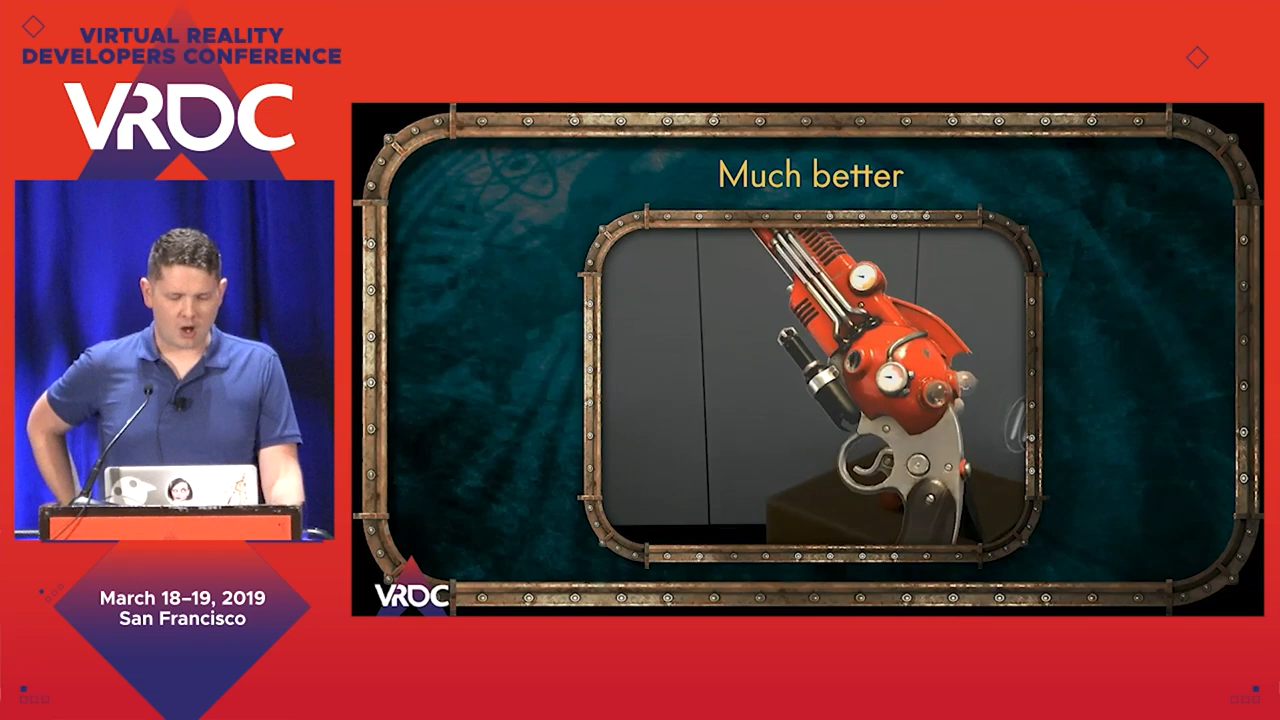 VIRTUAL REALITY
DEVELOPERS CONFERENCE
VRDC
Much better
VRDC
March 18–19, 2019
San Francisco